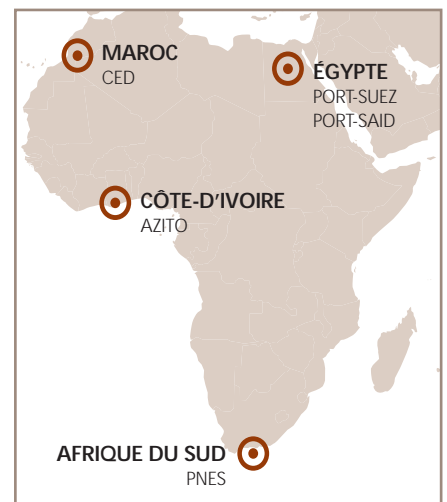 MAROC
CED
ÉGYPTE
PORT-SUEZ
PORT-SAID
CÔTE-D'IVOIRE
AZITO
AFRIQUE DU SUD
PNES